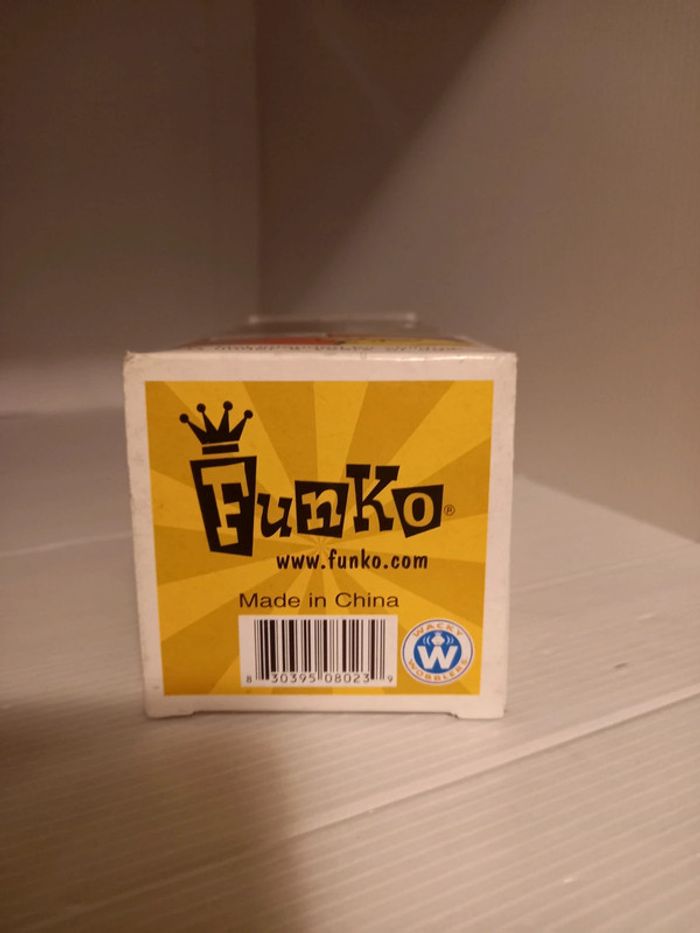 FunKo®
www.funko.com
Made in China
8 30395 08023 9
WACKY
W
WOBBLERS